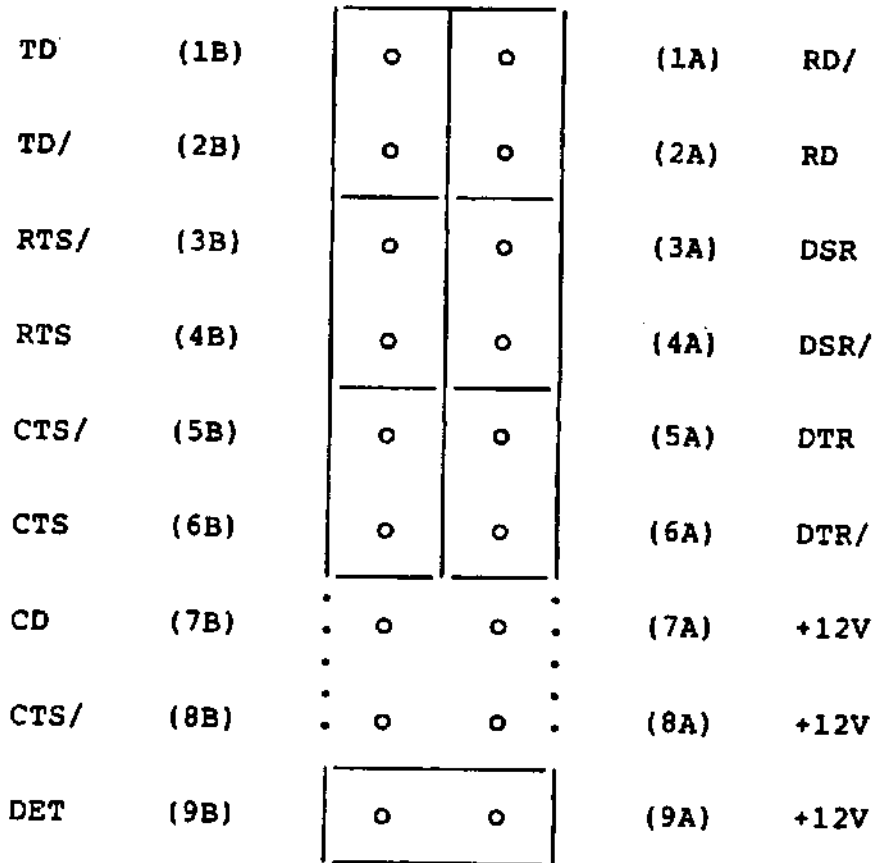 TD (1B) (1A) RD/
TD/ (2B) (2A) RD
RTS/ (3B) (3A) DSR
RTS (4B) (4A) DSR/
CTS/ (5B) (5A) DTR
CTS (6B) (6A) DTR/
CD (7B) (7A) +12V
CTS/ (8B) (8A) +12V
DET (9B) (9A) +12V